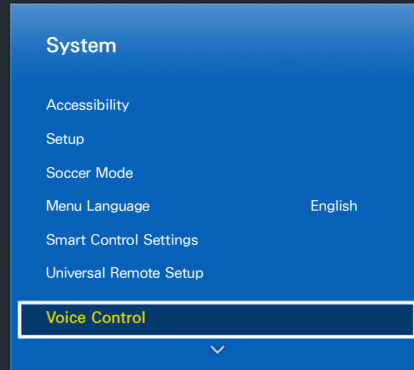 System
Accessibility
Setup
Soccer Mode
Menu Language English
Smart Control Settings
Universal Remote Setup
Voice Control